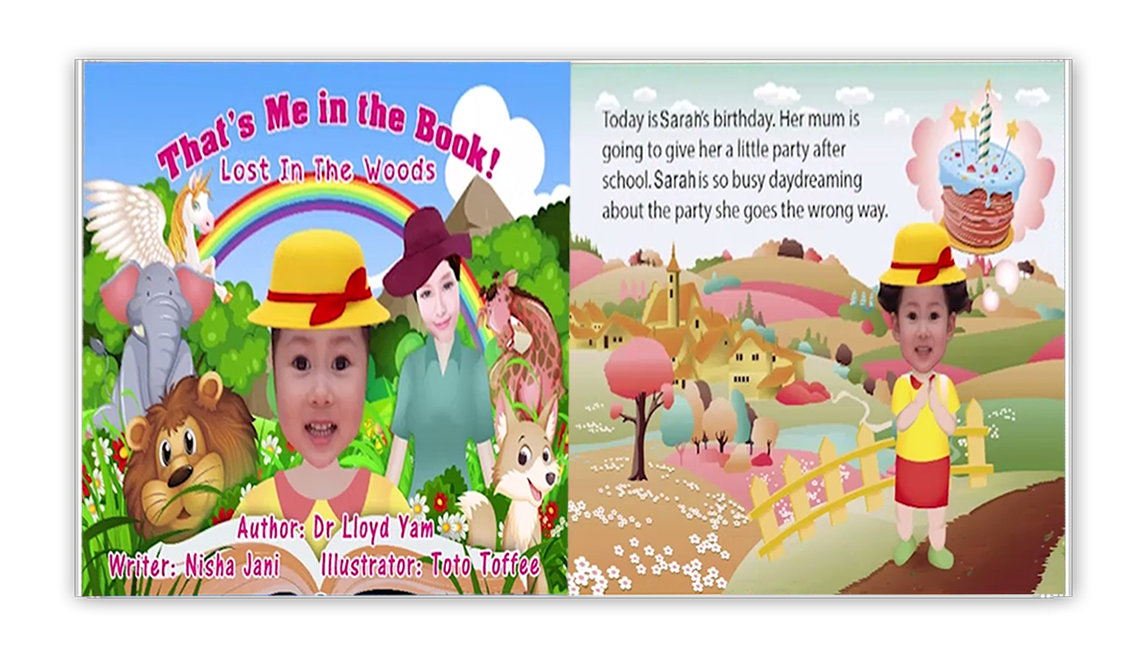 That's Me in the Book!
Lost In The Woods
Author: Dr Lloyd Yam
Writer: Nisha Jani Illustrator: Toto Toffee
Today is Sarah's birthday. Her mum is
going to give her a little party after
school. Sarah is so busy daydreaming
about the party she goes the wrong way.